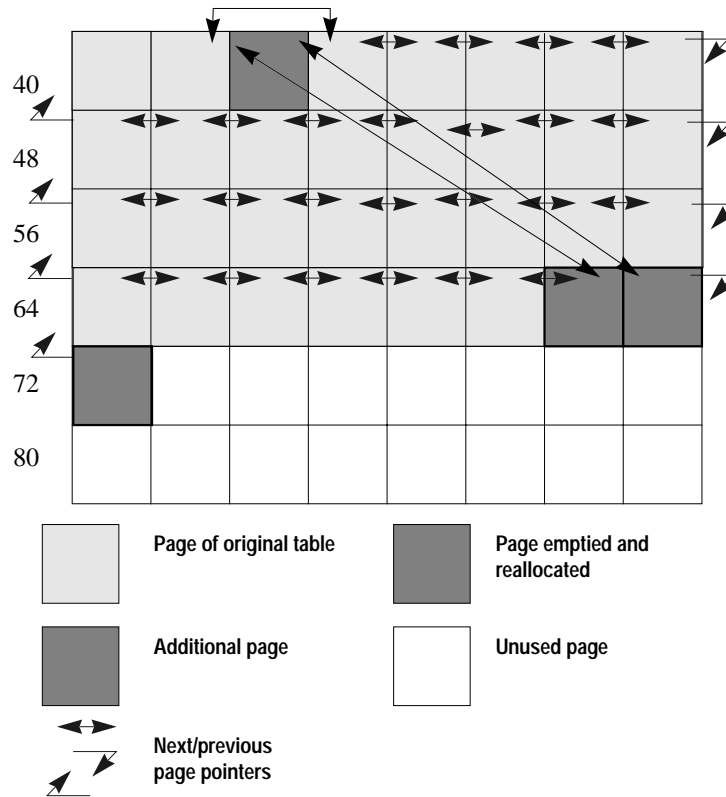 40
48
56
64
72
80
Page of original table
Page emptied and
reallocated
Additional page
Unused page
Next/previous
page pointers